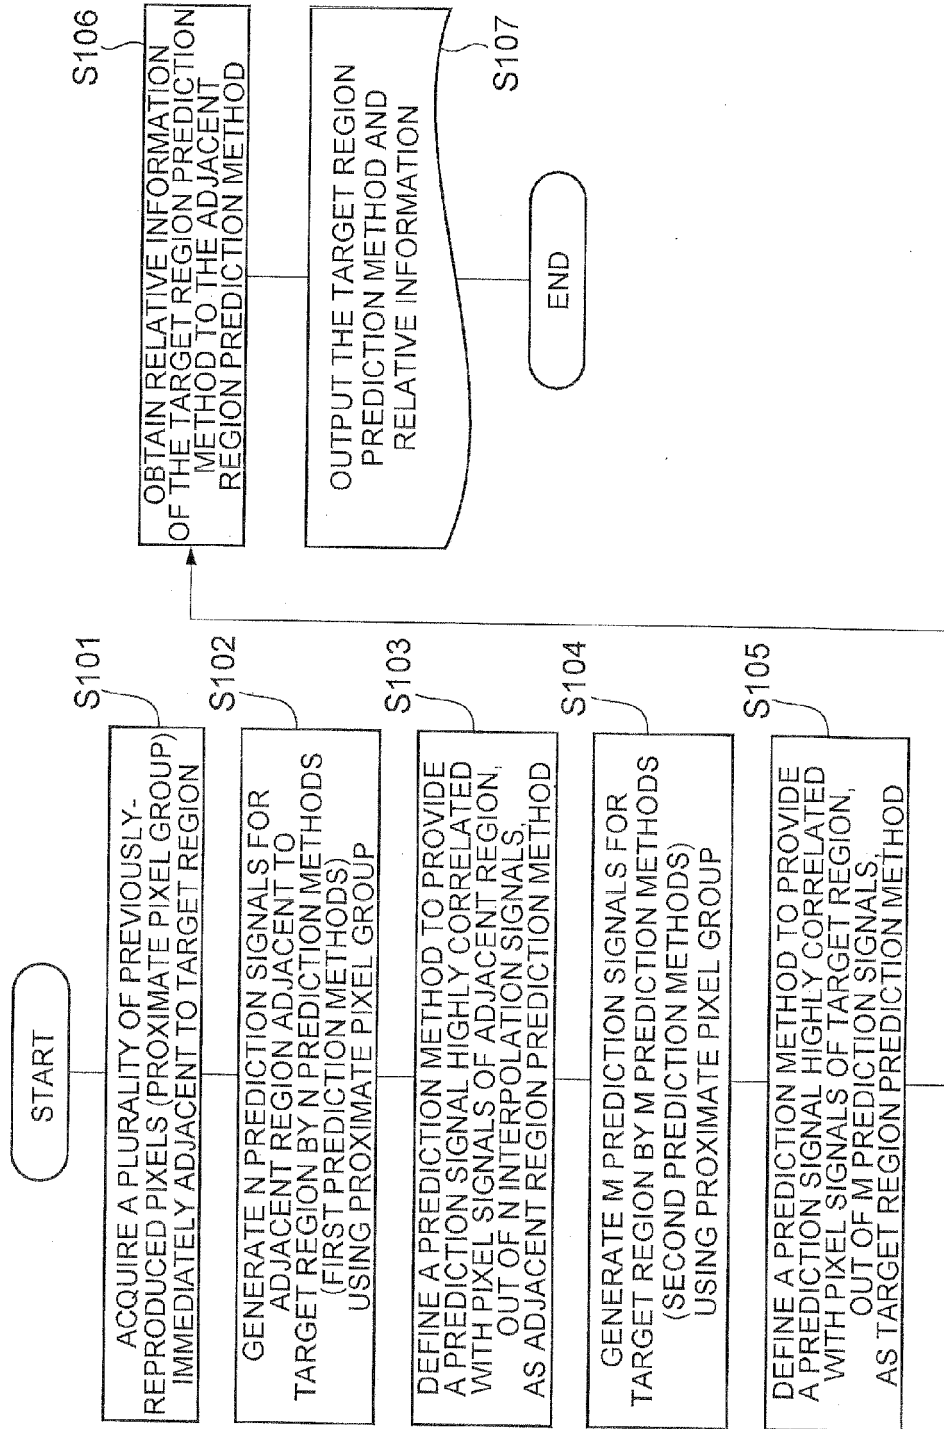 START
S101
ACQUIRE A PLURALITY OF PREVIOUSLY-
REPRODUCED PIXELS (PROXIMATE PIXEL GROUP)
IMMEDIATELY ADJACENT TO TARGET REGION
S102
GENERATE N PREDICTION SIGNALS FOR
ADJACENT REGION ADJACENT TO
TARGET REGION BY N PREDICTION METHODS
(FIRST PREDICTION METHODS)
USING PROXIMATE PIXEL GROUP
S103
DEFINE A PREDICTION METHOD TO PROVIDE
A PREDICTION SIGNAL HIGHLY CORRELATED
WITH PIXEL SIGNALS OF ADJACENT REGION,
OUT OF N INTERPOLATION SIGNALS,
AS ADJACENT REGION PREDICTION METHOD
S104
GENERATE M PREDICTION SIGNALS FOR
TARGET REGION BY M PREDICTION METHODS
(SECOND PREDICTION METHODS)
USING PROXIMATE PIXEL GROUP
S105
DEFINE A PREDICTION METHOD TO PROVIDE
A PREDICTION SIGNAL HIGHLY CORRELATED
WITH PIXEL SIGNALS OF TARGET REGION,
OUT OF M PREDICTION SIGNALS,
AS TARGET REGION PREDICTION METHOD
S106
OBTAIN RELATIVE INFORMATION
OF THE TARGET REGION PREDICTION
METHOD TO THE ADJACENT
REGION PREDICTION METHOD
S107
OUTPUT THE TARGET REGION
PREDICTION METHOD AND
RELATIVE INFORMATION
END